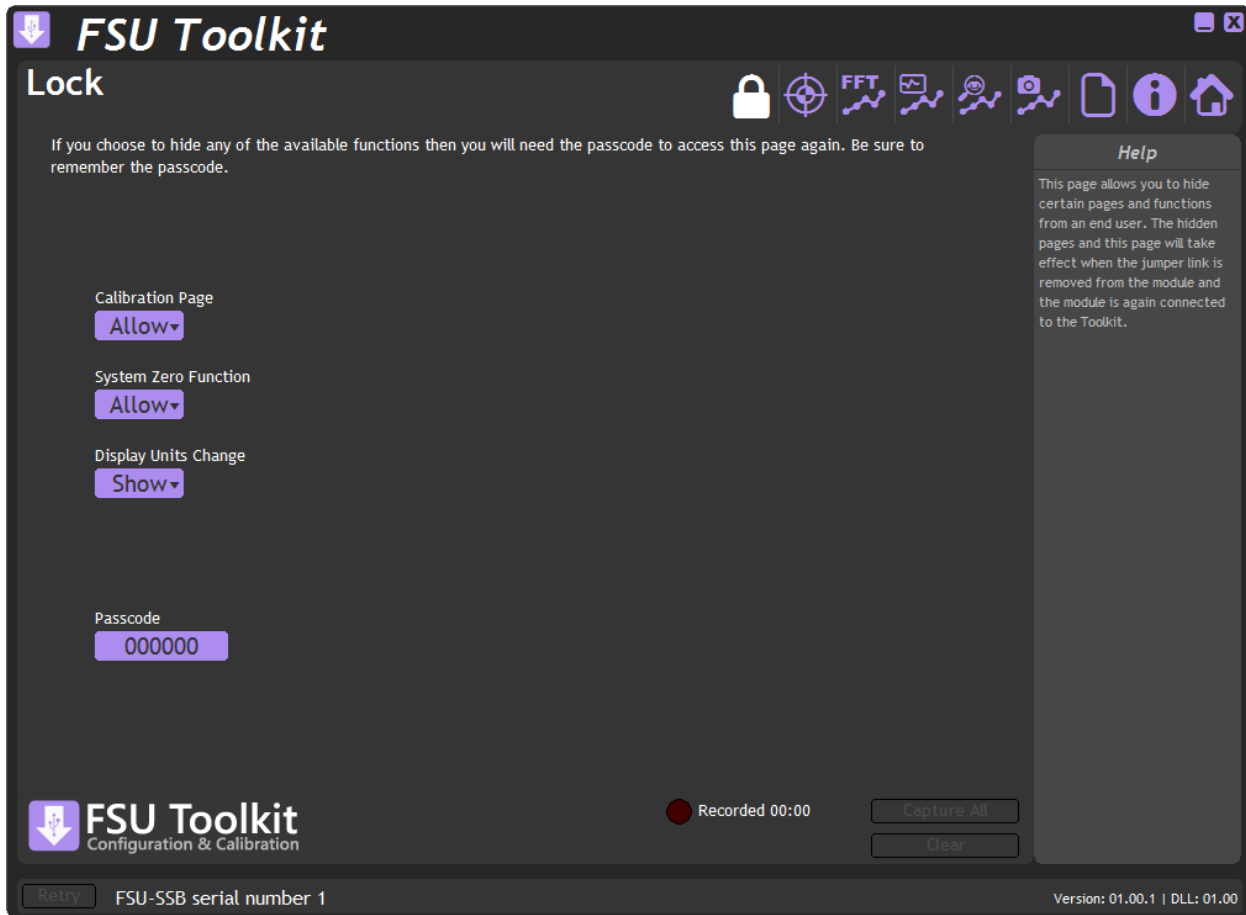 FSU Toolkit
X
Lock
FFT
If you choose to hide any of the available functions then you will need the passcode to access this page again. Be sure to
remember the passcode.
Help
This page allows you to hide
certain pages and functions
from an end user. The hidden
pages and this page will take
effect when the jumper link is
removed from the module and
the module is again connected
to the Toolkit.
Calibration Page
Allow
System Zero Function
Allow
Display Units Change
Show
Passcode
000000
FSU Toolkit
Configuration & Calibration
Recorded 00:00
Capture All
Clear
Retry
FSU-SSB serial number 1
Version: 01.00.1 | DLL: 01.00